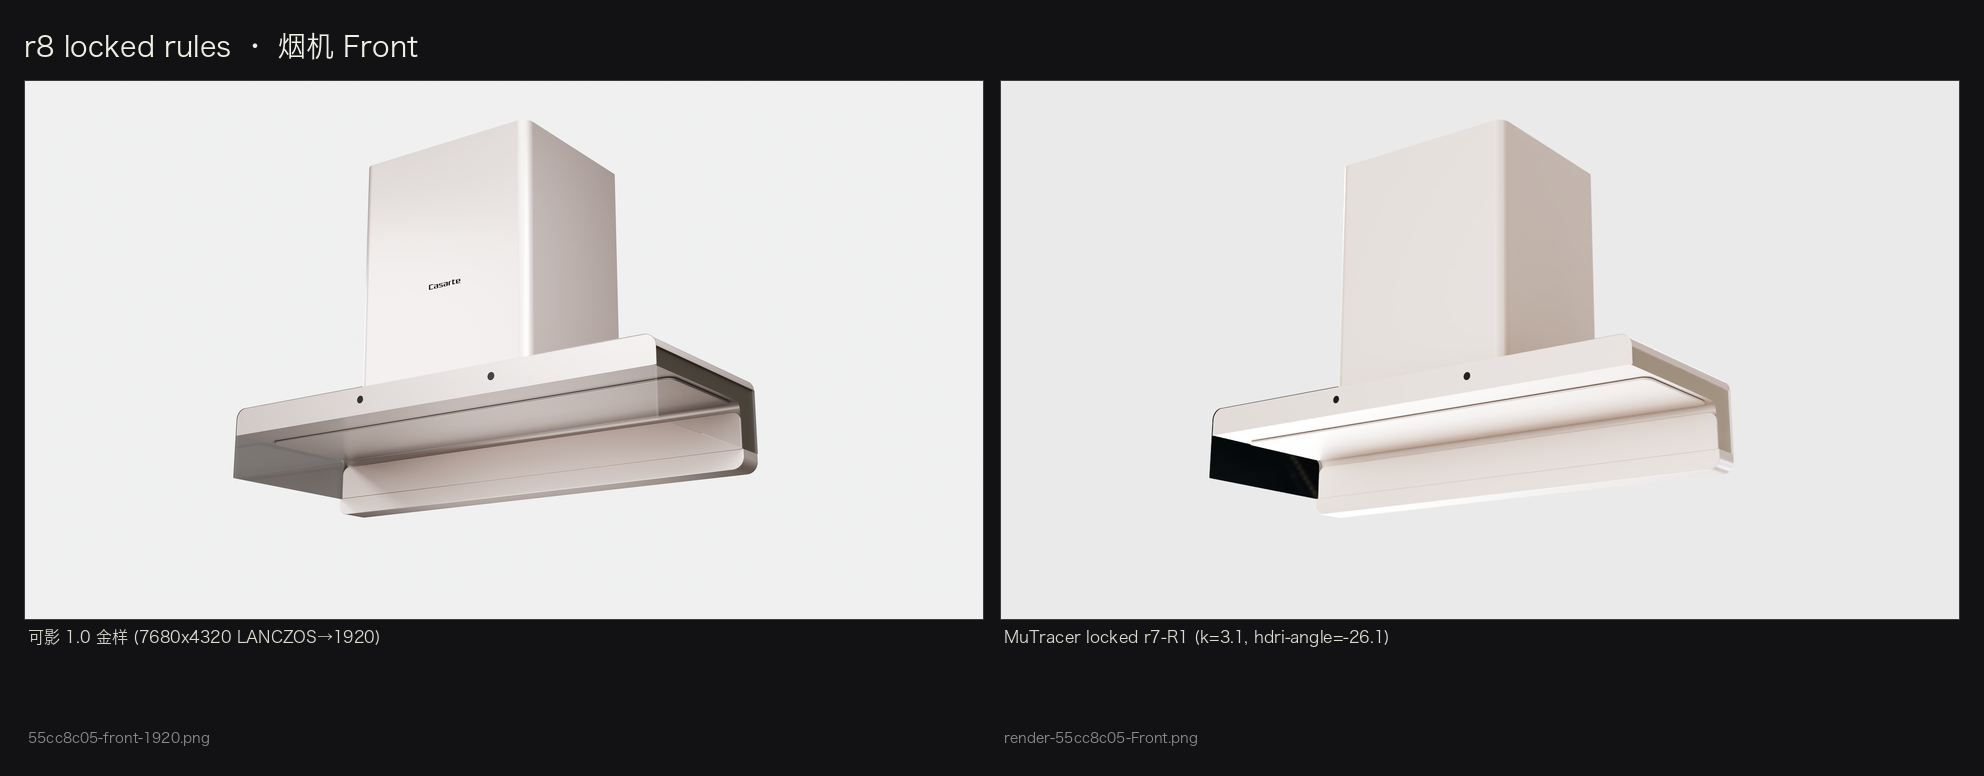 r8 locked rules · 烟机 Front
Casarte
可影 1.0 金样 (7680x4320 LANCZOS→1920)
MuTracer locked r7-R1 (k=3.1, hdri-angle=-26.1)
55cc8c05-front-1920.png
render-55cc8c05-Front.png